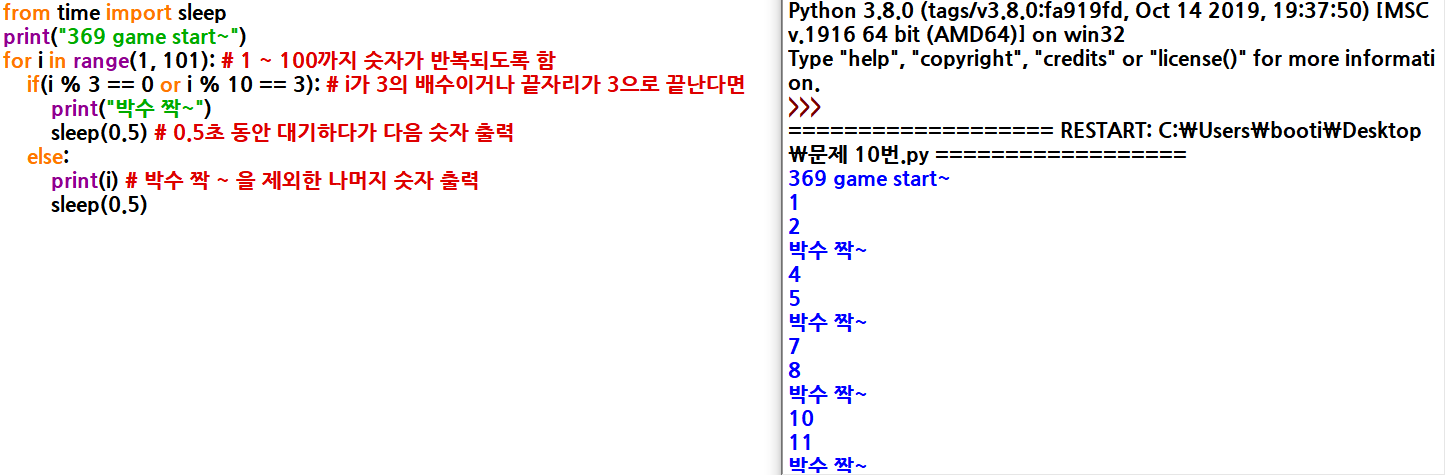 from time import sleep
print("369 game start~")
for i in range(1, 101): # 1 ~ 100까지 숫자가 반복되도록 함
    if(i % 3 == 0 or i % 10 == 3): # i가 3의 배수이거나 끝자리가 3으로 끝난다면
        print("박수 짝~")
        sleep(0.5) # 0.5초 동안 대기하다가 다음 숫자 출력
    else:
        print(i) # 박수 짝 ~ 을 제외한 나머지 숫자 출력
        sleep(0.5)
Python 3.8.0 (tags/v3.8.0:fa919fd, Oct 14 2019, 19:37:50) [MSC
v.1916 64 bit (AMD64)] on win32
Type "help", "copyright", "credits" or "license()" for more informati
on.
>>>
=================== RESTART: C:₩Users₩booti₩Desktop
₩문제 10번.py ==================
369 game start~
1
2
박수 짝~
4
5
박수 짝~
7
8
박수 짝~
10
11
박수 짝~